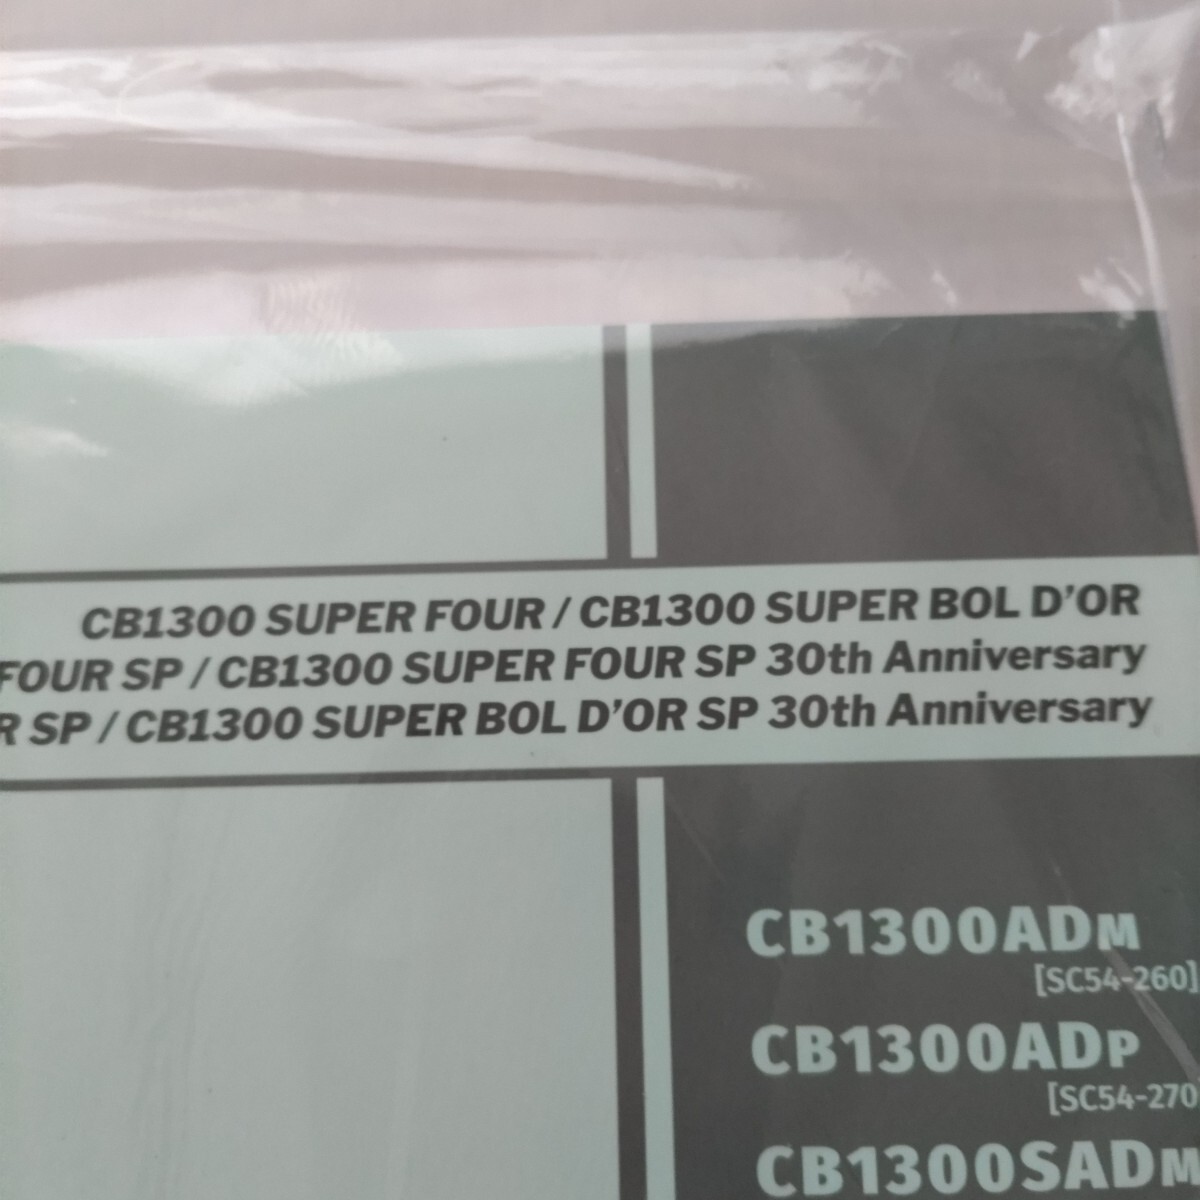 CB1300 SUPER FOUR / CB1300 SUPER BOL D'OR
FOUR SP / CB1300 SUPER FOUR SP 30th Anniversary
R SP / CB1300 SUPER BOL D'OR SP 30th Anniversary
CB1300ADM
[SC54-260]
CB1300ADP
[SC54-270
CB1300SADM